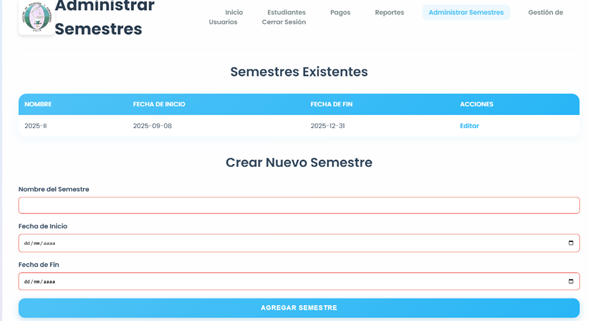 Administrar
Semestres
Inicio Estudiantes Pagos Reportes Administrar Semestres Gestión de
Usuarios Cerrar Sesión
Semestres Existentes
NOMBRE FECHA DE INICIO FECHA DE FIN ACCIONES
2025-II 2025-09-08 2025-12-31 Editar
Crear Nuevo Semestre
Nombre del Semestre
Fecha de Inicio
dd/mm/aaaa
Fecha de Fin
dd/mm/aaaa
AGREGAR SEMESTRE